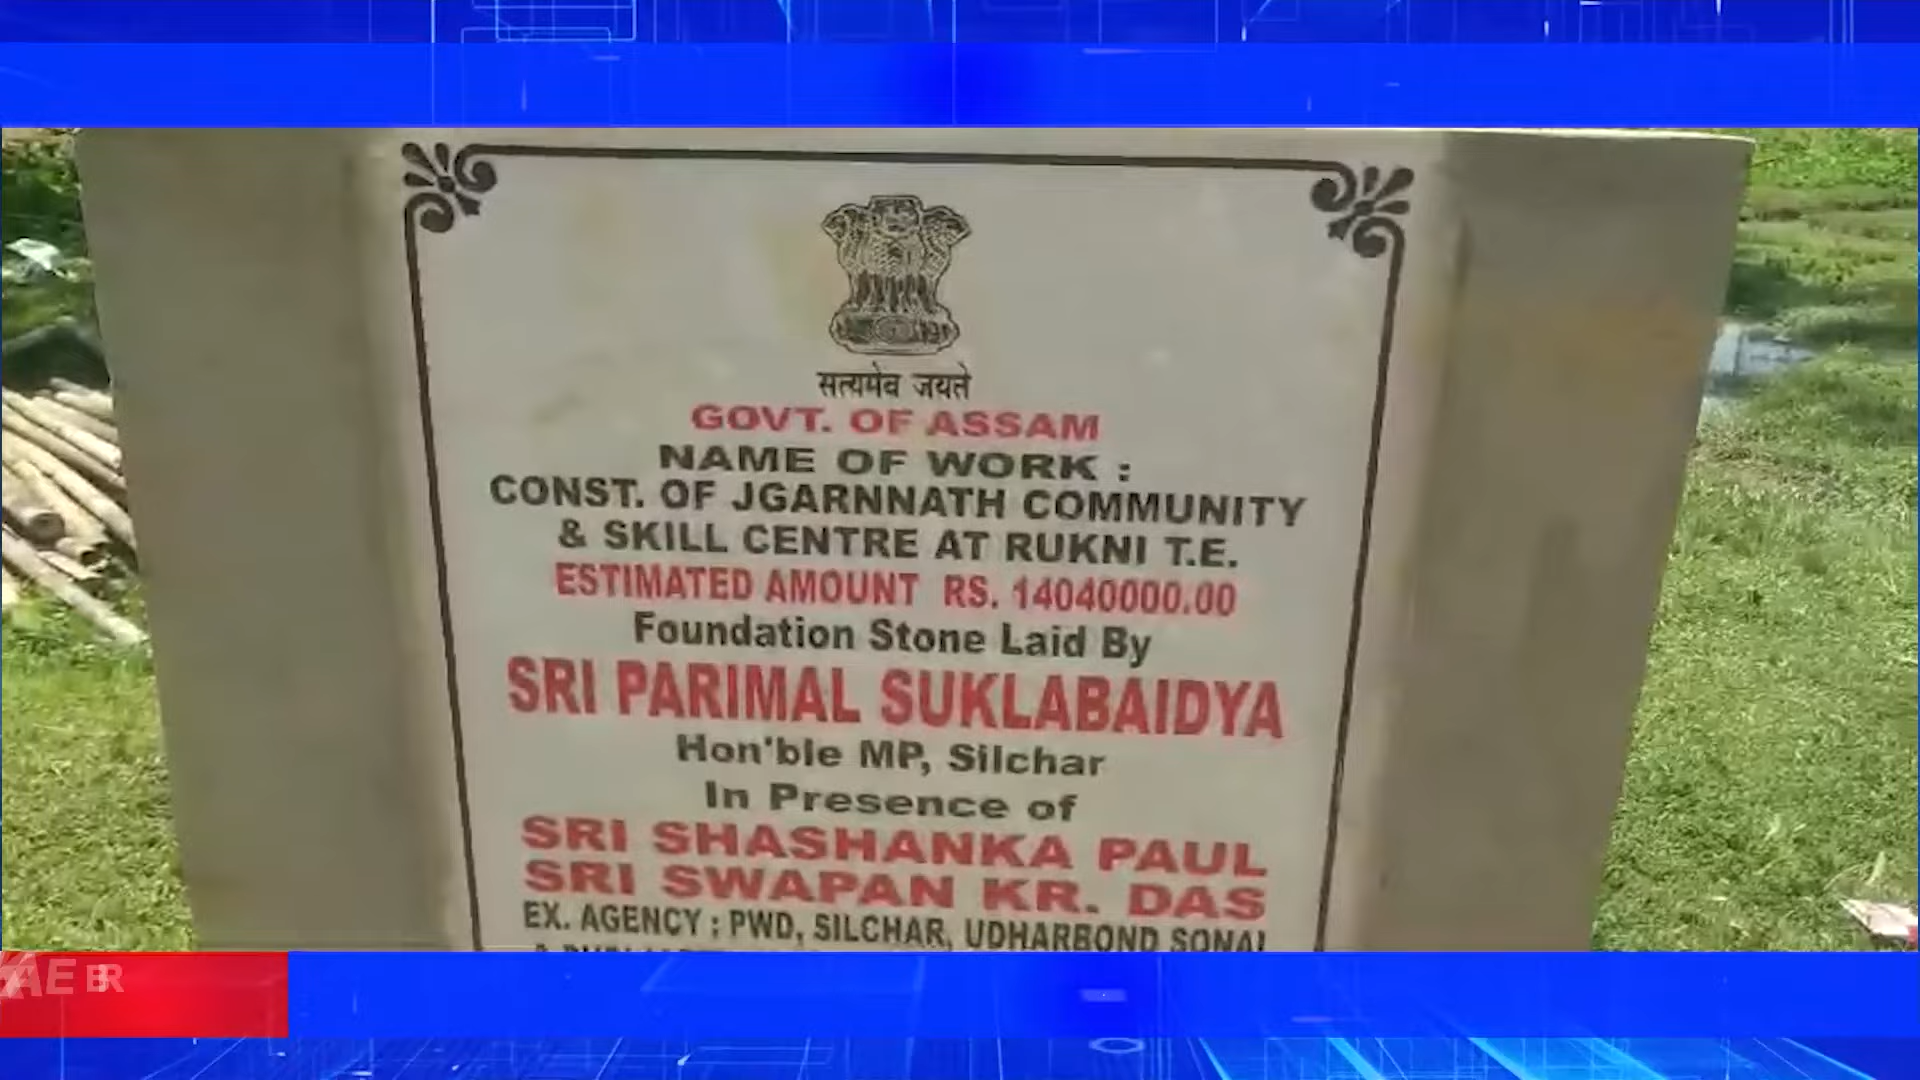 सत्यमेव जयते
GOVT. OF ASSAM
NAME OF WORK :
CONST. OF JGARNNATH COMMUNITY
& SKILL CENTRE AT RUKNI T.E.
ESTIMATED AMOUNT RS. 14040000.00
Foundation Stone Laid By
SRI PARIMAL SUKLABAIDYA
Hon'ble MP, Silchar
In Presence of
SRI SHASHANKA PAUL
SRI SWAPAN KR. DAS
EX. AGENCY : PWD, SILCHAR, UDHARBOND SONAI